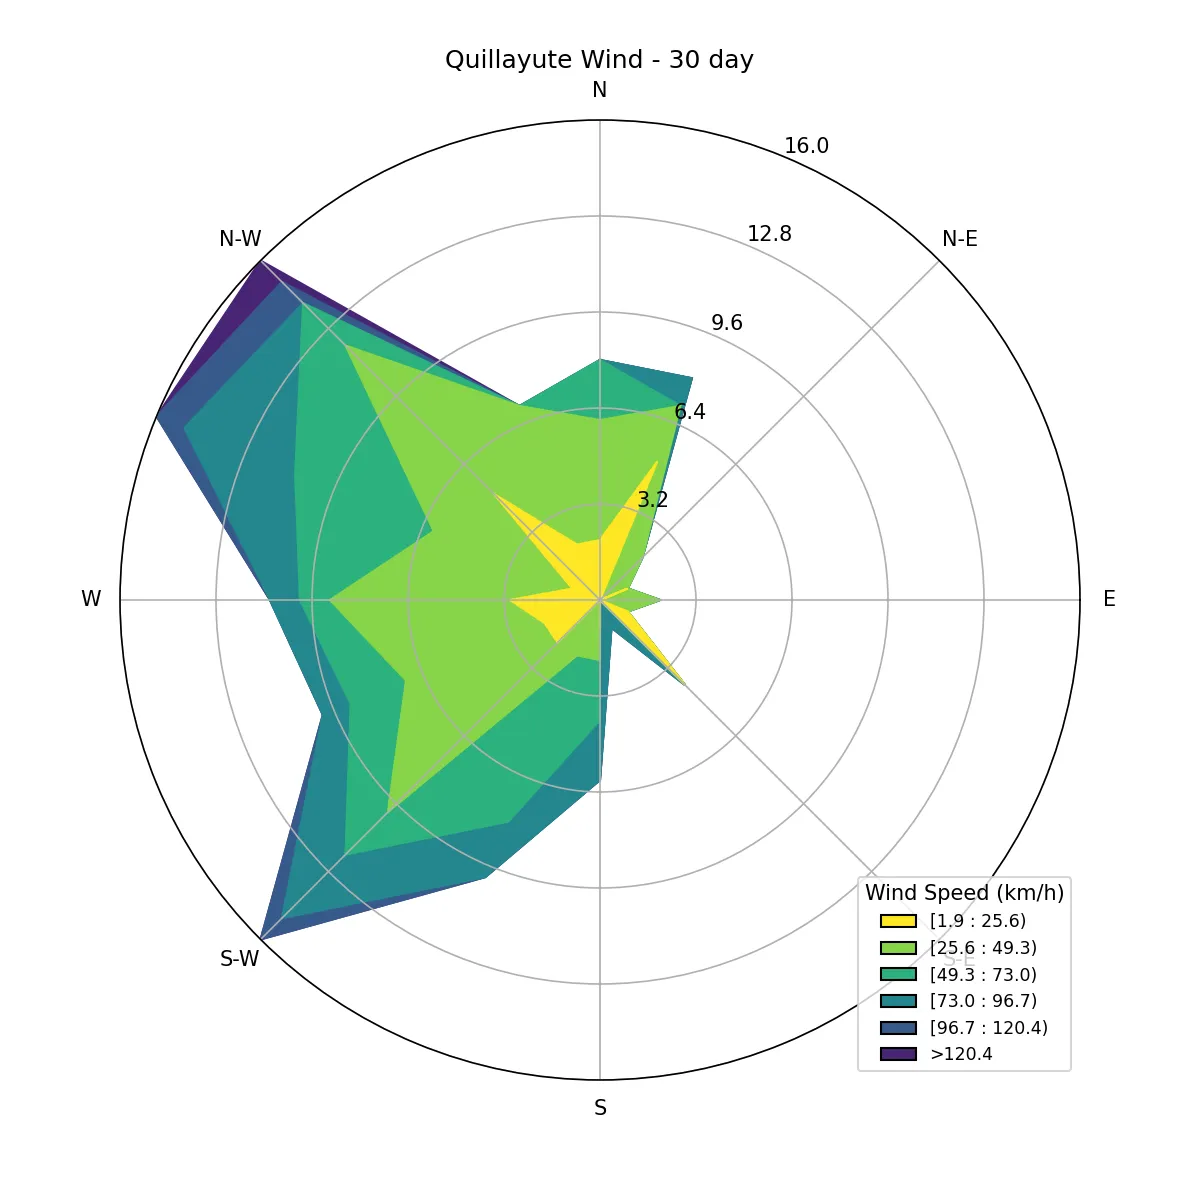 Quillayute Wind - 30 day
N
16.0
12.8
N-W
N-E
9.6
6.4
3.2
W
E
Wind Speed (km/h)
[1.9 : 25.6)
[25.6 : 49.3)
S-W
S-E
[49.3 : 73.0)
[73.0 : 96.7)
[96.7 : 120.4)
>120.4
S